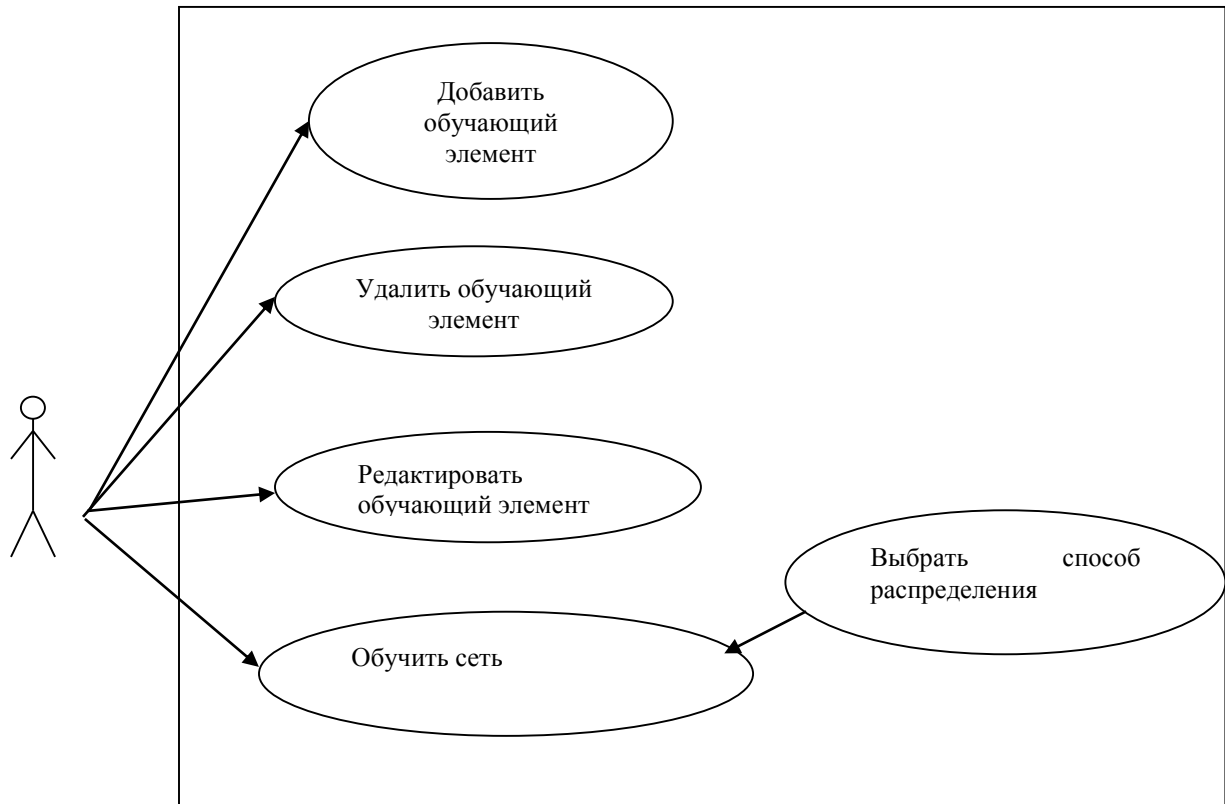 Добавить
обучающий
элемент
Удалить обучающий
элемент
Редактировать
обучающий элемент
Выбрать способ
распределения
Обучить сеть